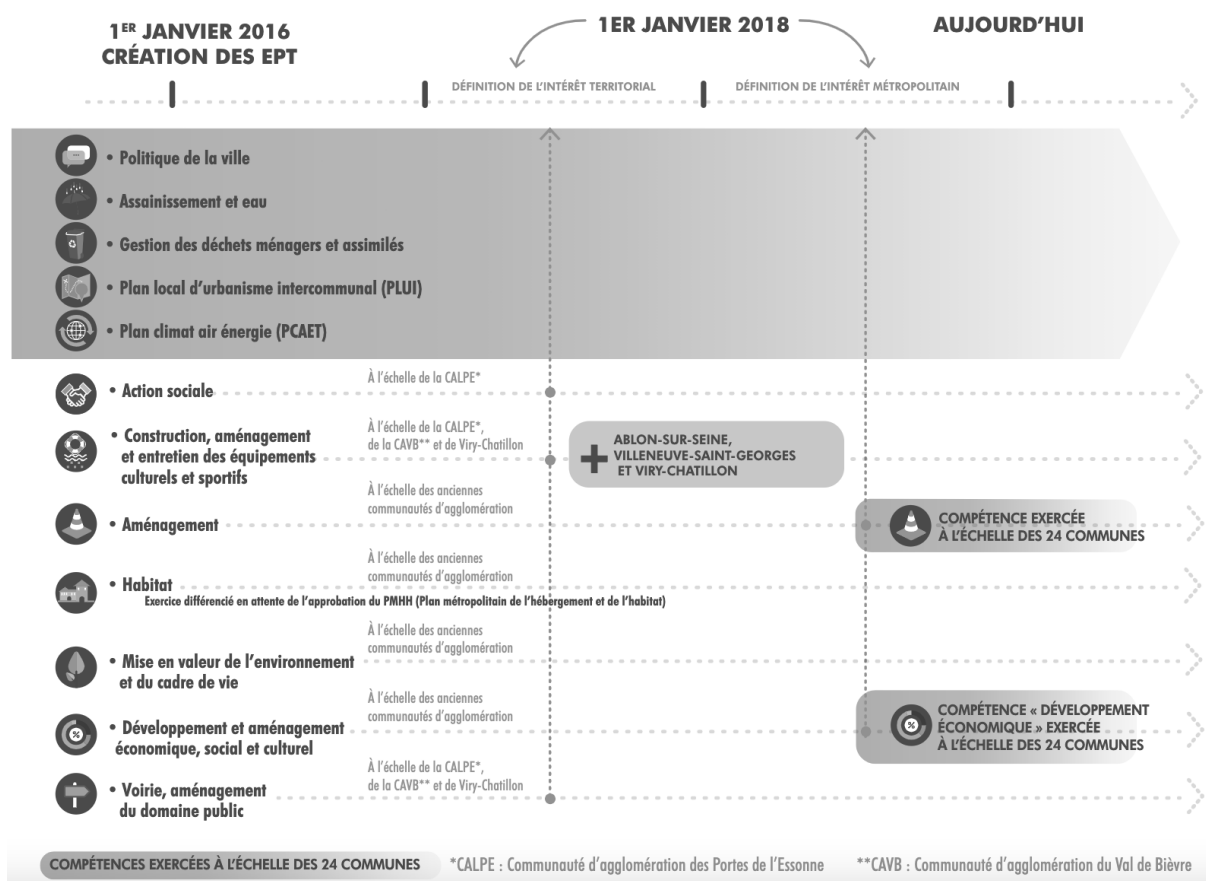 1ER JANVIER 2016
CRÉATION DES EPT
1ER JANVIER 2018
AUJOURD'HUI
DÉFINITION DE L'INTÉRÊT TERRITORIAL
DÉFINITION DE L'INTÉRÊT MÉTROPOLITAIN
• Politique de la ville
• Assainissement et eau
• Gestion des déchets ménagers et assimilés
• Plan local d'urbanisme intercommunal (PLUI)
• Plan climat air énergie (PCAET)
• Action sociale
À l'échelle de la CALPE*
• Construction, aménagement
et entretien des équipements
culturels et sportifs
À l'échelle de la CALPE*,
de la CAVB** et de Viry-Chatillon
+ ABLON-SUR-SEINE,
VILLENEUVE-SAINT-GEORGES
ET VIRY-CHATILLON
• Aménagement
À l'échelle des anciennes
communautés d'agglomération
COMPÉTENCE EXERCÉE
À L'ÉCHELLE DES 24 COMMUNES
• Habitat
À l'échelle des anciennes
communautés d'agglomération
Exercice différencié en attente de l'approbation du PMHH (Plan métropolitain de l'hébergement et de l'habitat)
• Mise en valeur de l'environnement
et du cadre de vie
À l'échelle des anciennes
communautés d'agglomération
• Développement et aménagement
économique, social et culturel
À l'échelle des anciennes
communautés d'agglomération
%
%
COMPÉTENCE « DÉVELOPPEMENT
ÉCONOMIQUE » EXERCÉE
À L'ÉCHELLE DES 24 COMMUNES
• Voirie, aménagement
du domaine public
À l'échelle de la CALPE*,
de la CAVB** et de Viry-Chatillon
COMPÉTENCES EXERCÉES À L'ÉCHELLE DES 24 COMMUNES
*CALPE : Communauté d'agglomération des Portes de l'Essonne
**CAVB : Communauté d'agglomération du Val de Bièvre